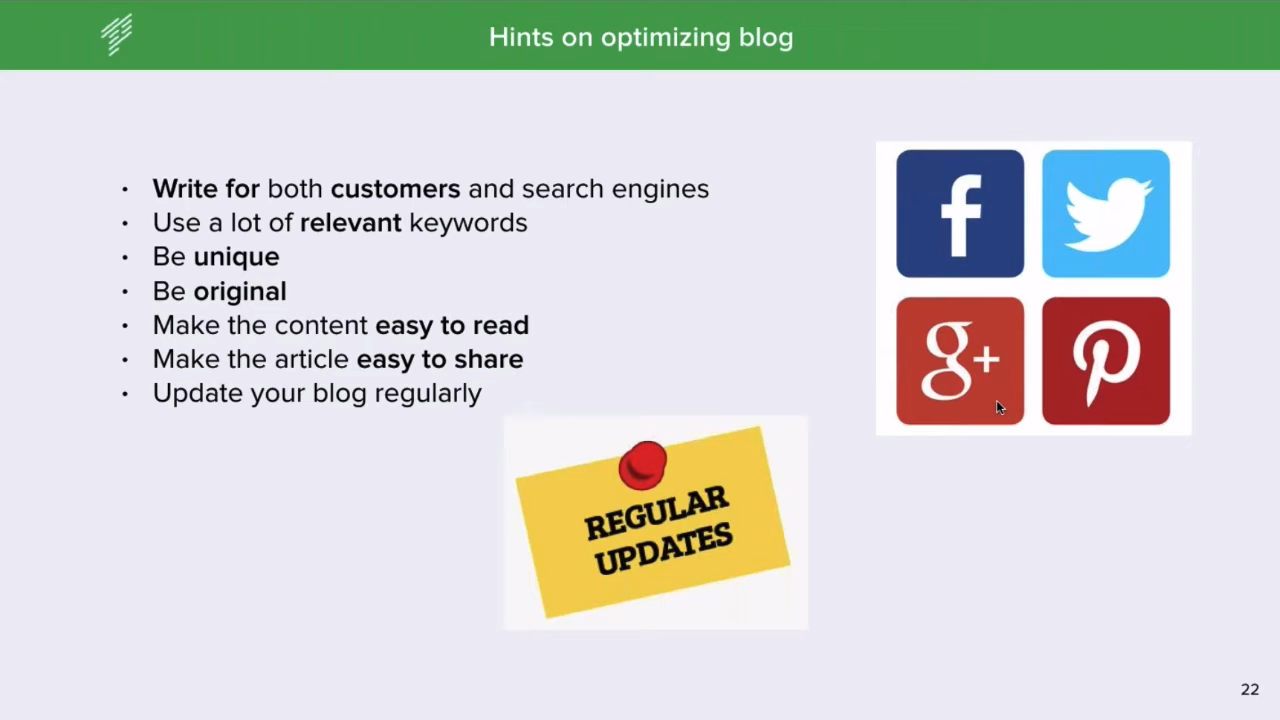 Hints on optimizing blog
• Write for both customers and search engines
• Use a lot of relevant keywords
• Be unique
• Be original
• Make the content easy to read
• Make the article easy to share
• Update your blog regularly
f
g+
REGULAR
UPDATES
22